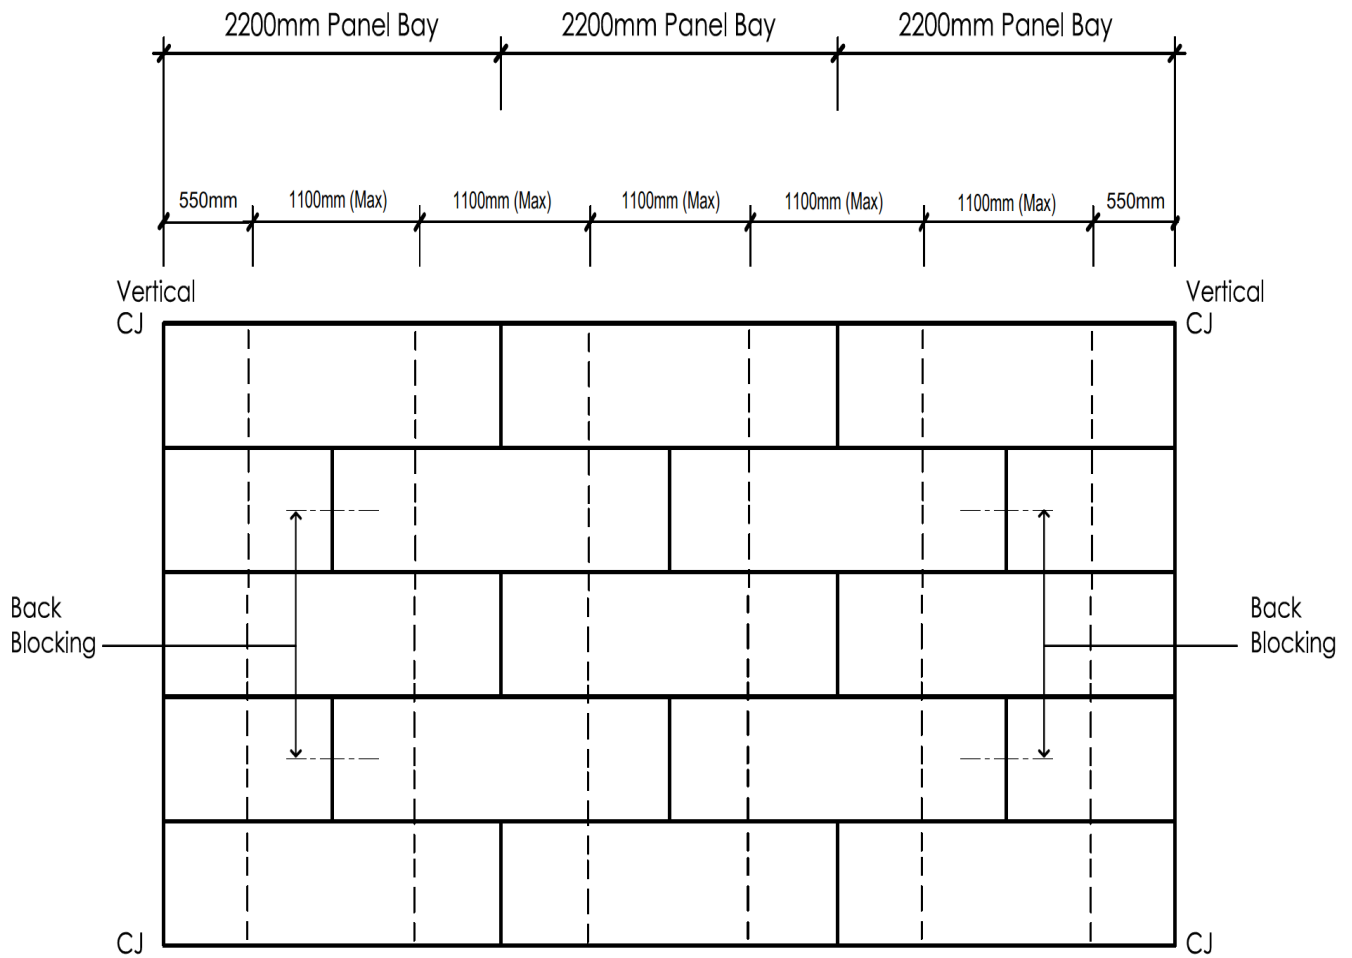 2200mm Panel Bay 2200mm Panel Bay 2200mm Panel Bay
550mm 1100mm (Max) 1100mm (Max) 1100mm (Max) 1100mm (Max) 1100mm (Max) 550mm
Vertical
CJ
Vertical
CJ
Back
Blocking
Back
Blocking
CJ
CJ